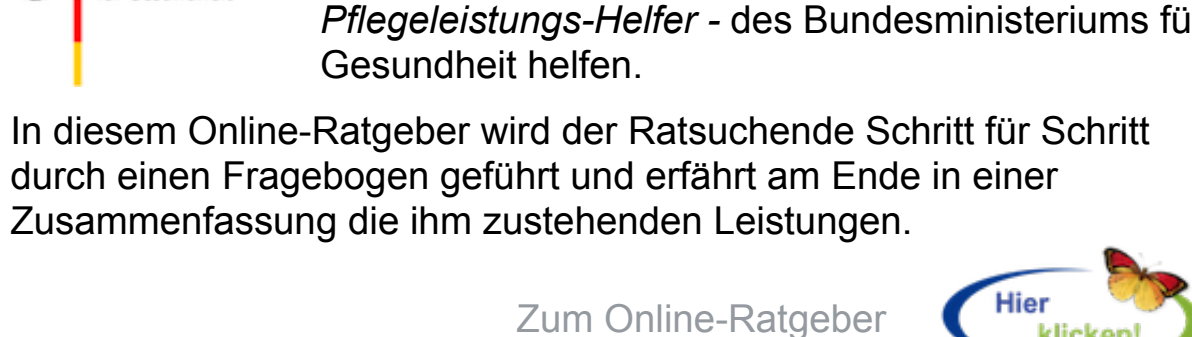 Pflegeleistungs-Helfer - des Bundesministeriums fü
Gesundheit helfen.
In diesem Online-Ratgeber wird der Ratsuchende Schritt für Schritt
durch einen Fragebogen geführt und erfährt am Ende in einer
Zusammenfassung die ihm zustehenden Leistungen.
Zum Online-Ratgeber
Hier
klicken!